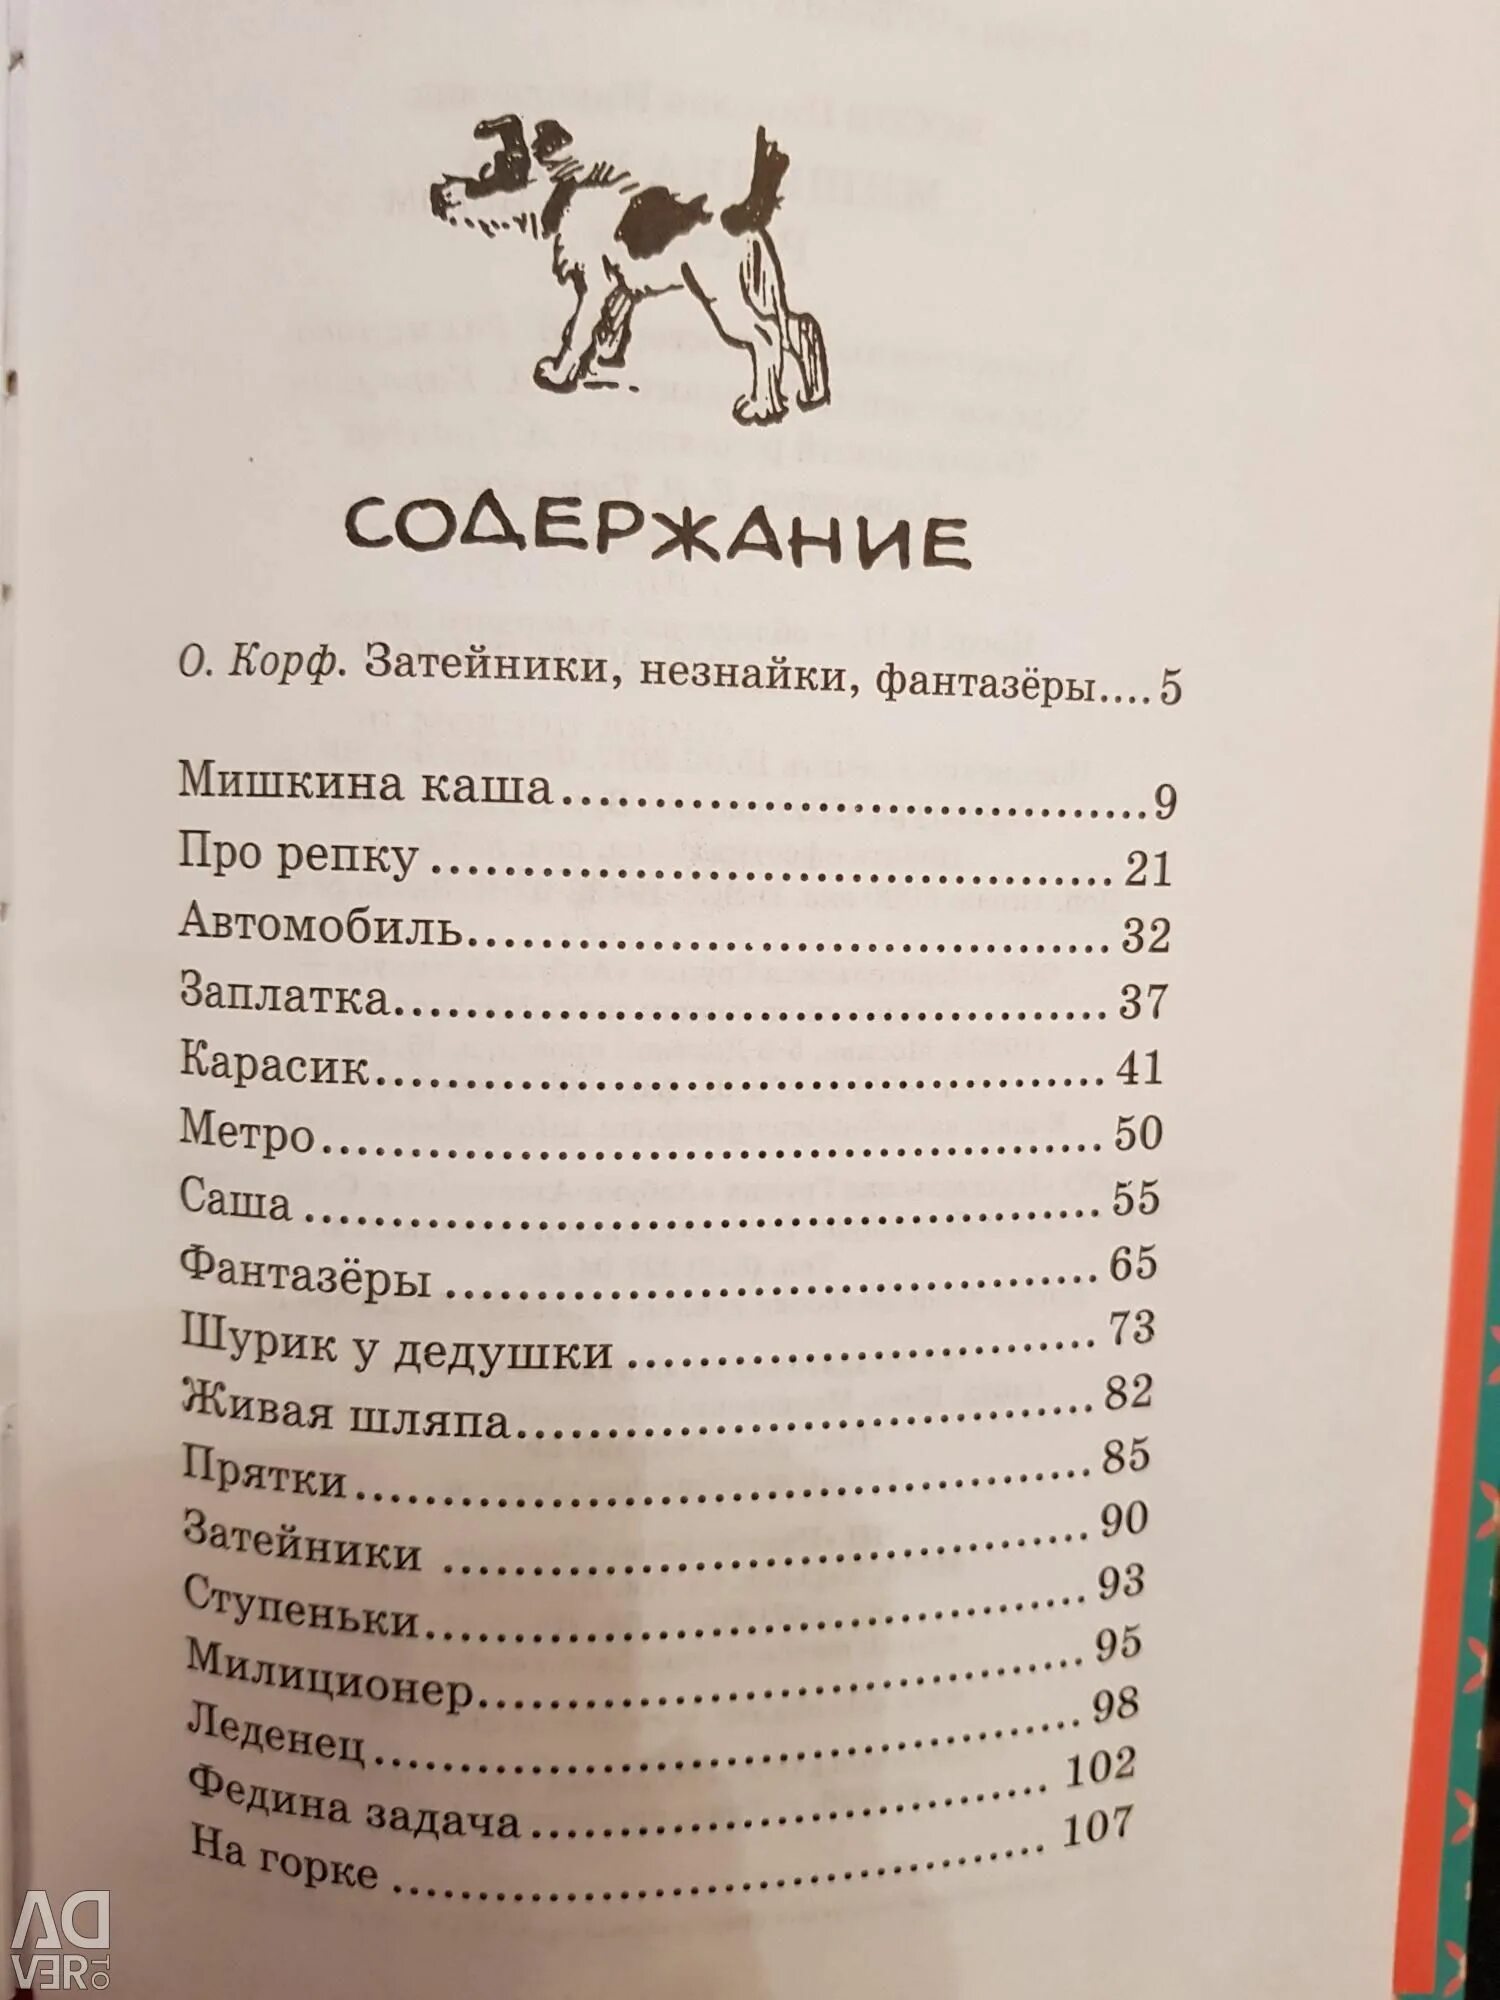 СОДЕРЖАНИЕ
О. Корф. Затейники, незнайки, фантазёры....5
Мишкина каша..................................9
Про репку.......................................21
Автомобиль.....................................32
Заплатка.........................................37
Карасик..........................................41
Метро.............................................50
Саша..............................................55
Фантазёры......................................65
Шурик у дедушки...........................73
Живая шляпа..................................82
Прятки...........................................85
Затейники......................................90
Ступеньки......................................93
Милиционер...................................95
Леденец..........................................98
Федина задача...............................102
На горке.......................................107
ADVERTO